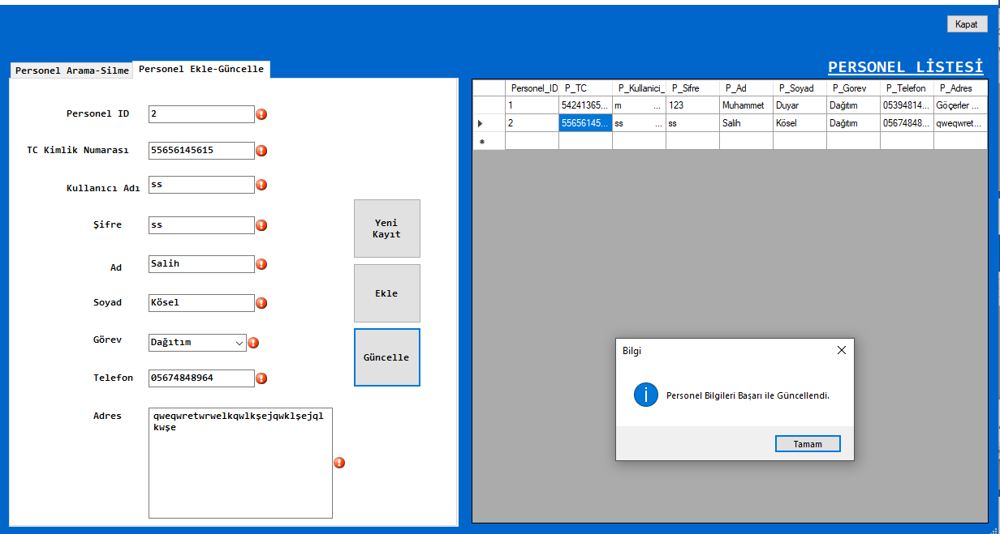 Kapat
Personel Arama-Silme
Personel Ekle-Güncelle
PERSONEL LİSTESİ
Personel ID
2
TC Kimlik Numarası
55656145615
Kullanıcı Adı
ss
Şifre
ss
Ad
Salih
Soyad
Kösel
Görev
Dağıtım
Telefon
05674848964
Adres
qweqwretwrwelkqwlkşejqwklşejql
kwşe
Yeni
Kayıt
Ekle
Güncelle
Personel_ID P_TC P_Kullanici_ P_Sifre P_Ad P_Soyad P_Gorev P_Telefon P_Adres
1 54241365... m ... 123 Muhammet Duyar Dağıtım 05394814... Göçerler ...
2 55656145... ss ... ss Salih Kösel Dağıtım 05674848... qweqwret...
Bilgi
Personel Bilgileri Başarı ile Güncellendi.
Tamam